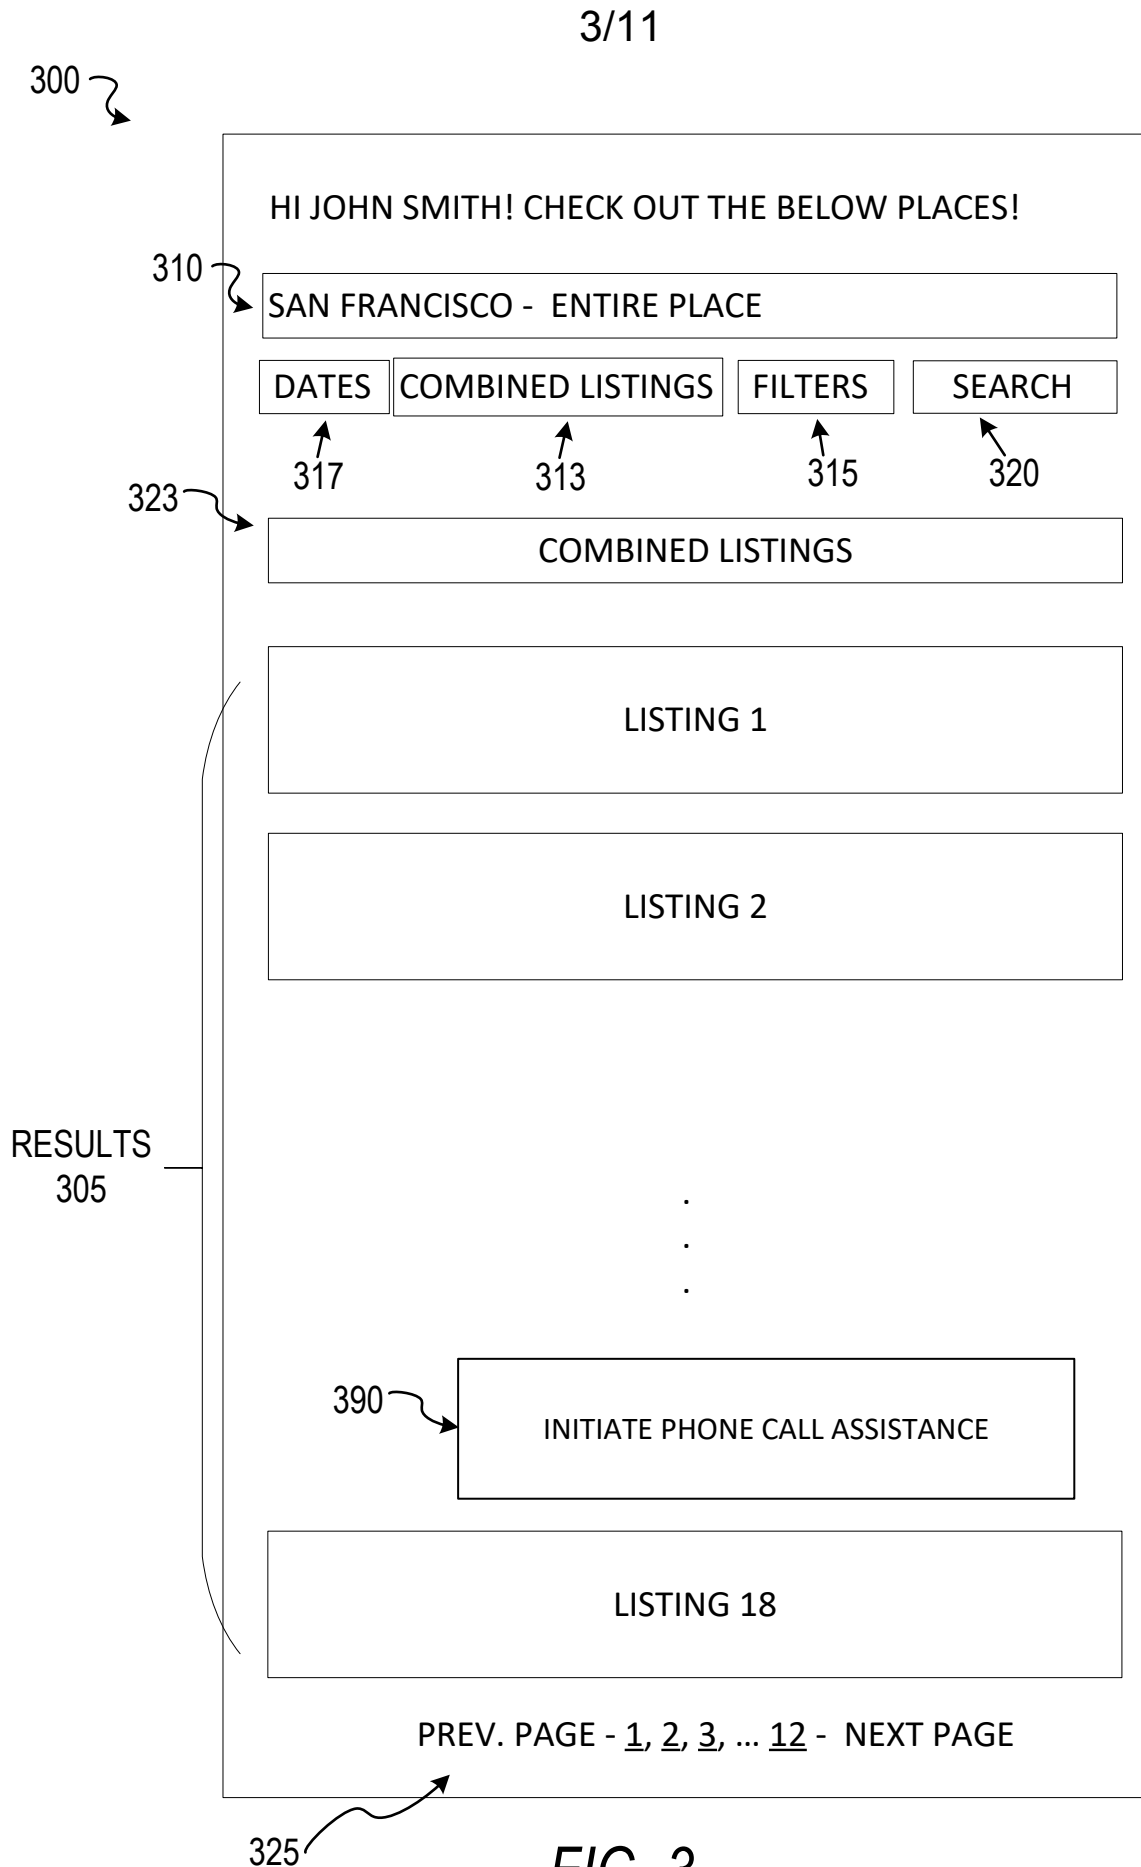 3/11
300
HI JOHN SMITH! CHECK OUT THE BELOW PLACES!
310
SAN FRANCISCO - ENTIRE PLACE
DATES COMBINED LISTINGS FILTERS SEARCH
317 313 315 320
323
COMBINED LISTINGS
LISTING 1
LISTING 2
RESULTS
305
.
.
.
390
INITIATE PHONE CALL ASSISTANCE
LISTING 18
PREV. PAGE - 1, 2, 3, ... 12 - NEXT PAGE
325
FIG. 3